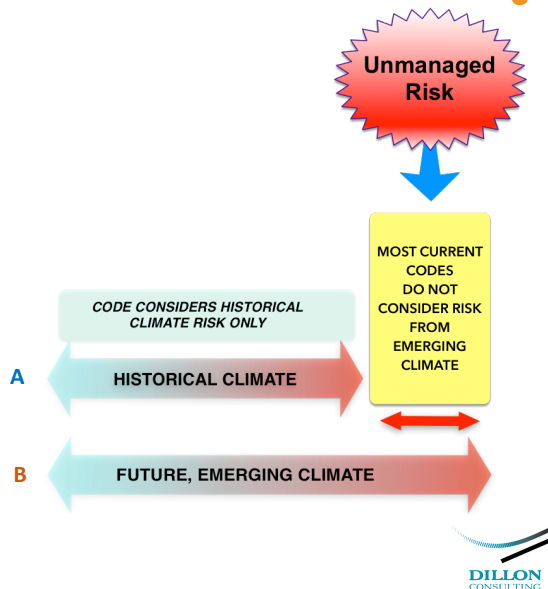 Unmanaged
Risk
MOST CURRENT
CODES
DO NOT
CONSIDER RISK
FROM
EMERGING
CLIMATE
CODE CONSIDERS HISTORICAL
CLIMATE RISK ONLY
A
HISTORICAL CLIMATE
B
FUTURE, EMERGING CLIMATE
DILLON
CONSULTING